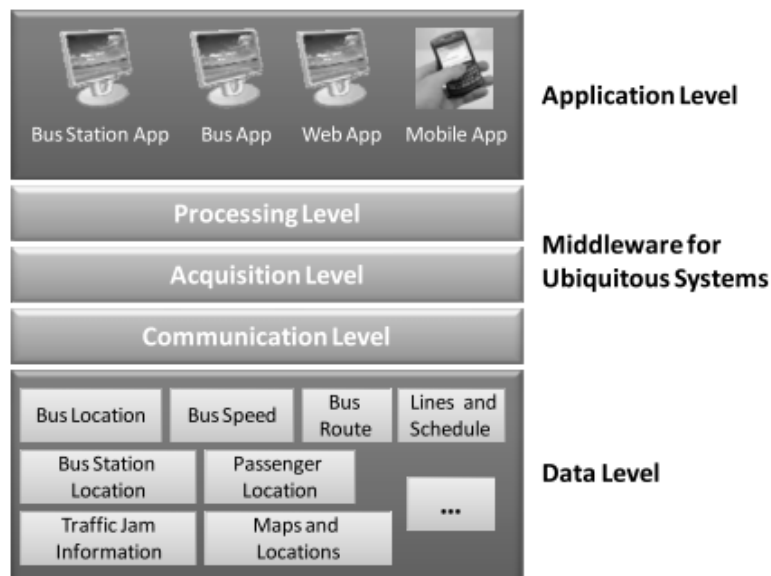 Bus Station App
Bus App
Web App
Mobile App
Application Level
Processing Level
Acquisition Level
Communication Level
Middleware for
Ubiquitous Systems
Bus Location
Bus Speed
Bus
Route
Lines and
Schedule
Bus Station
Location
Passenger
Location
...
Traffic Jam
Information
Maps and
Locations
Data Level